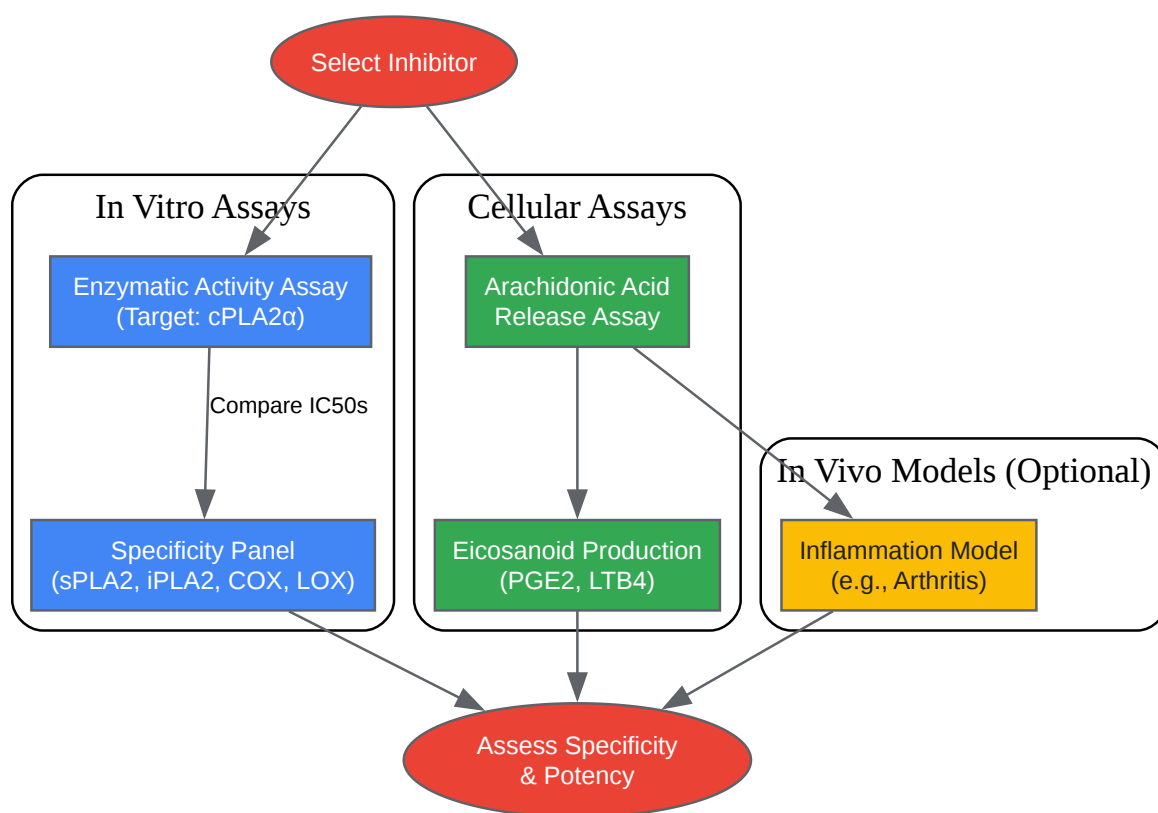 Select Inhibitor
In Vitro Assays
Cellular Assays
Enzymatic Activity Assay
(Target: cPLA2α)
Arachidonic Acid
Release Assay
Compare IC50s
In Vivo Models (Optional)
Specificity Panel
(sPLA2, iPLA2, COX, LOX)
Eicosanoid Production
(PGE2, LTB4)
Inflammation Model
(e.g., Arthritis)
Assess Specificity
& Potency